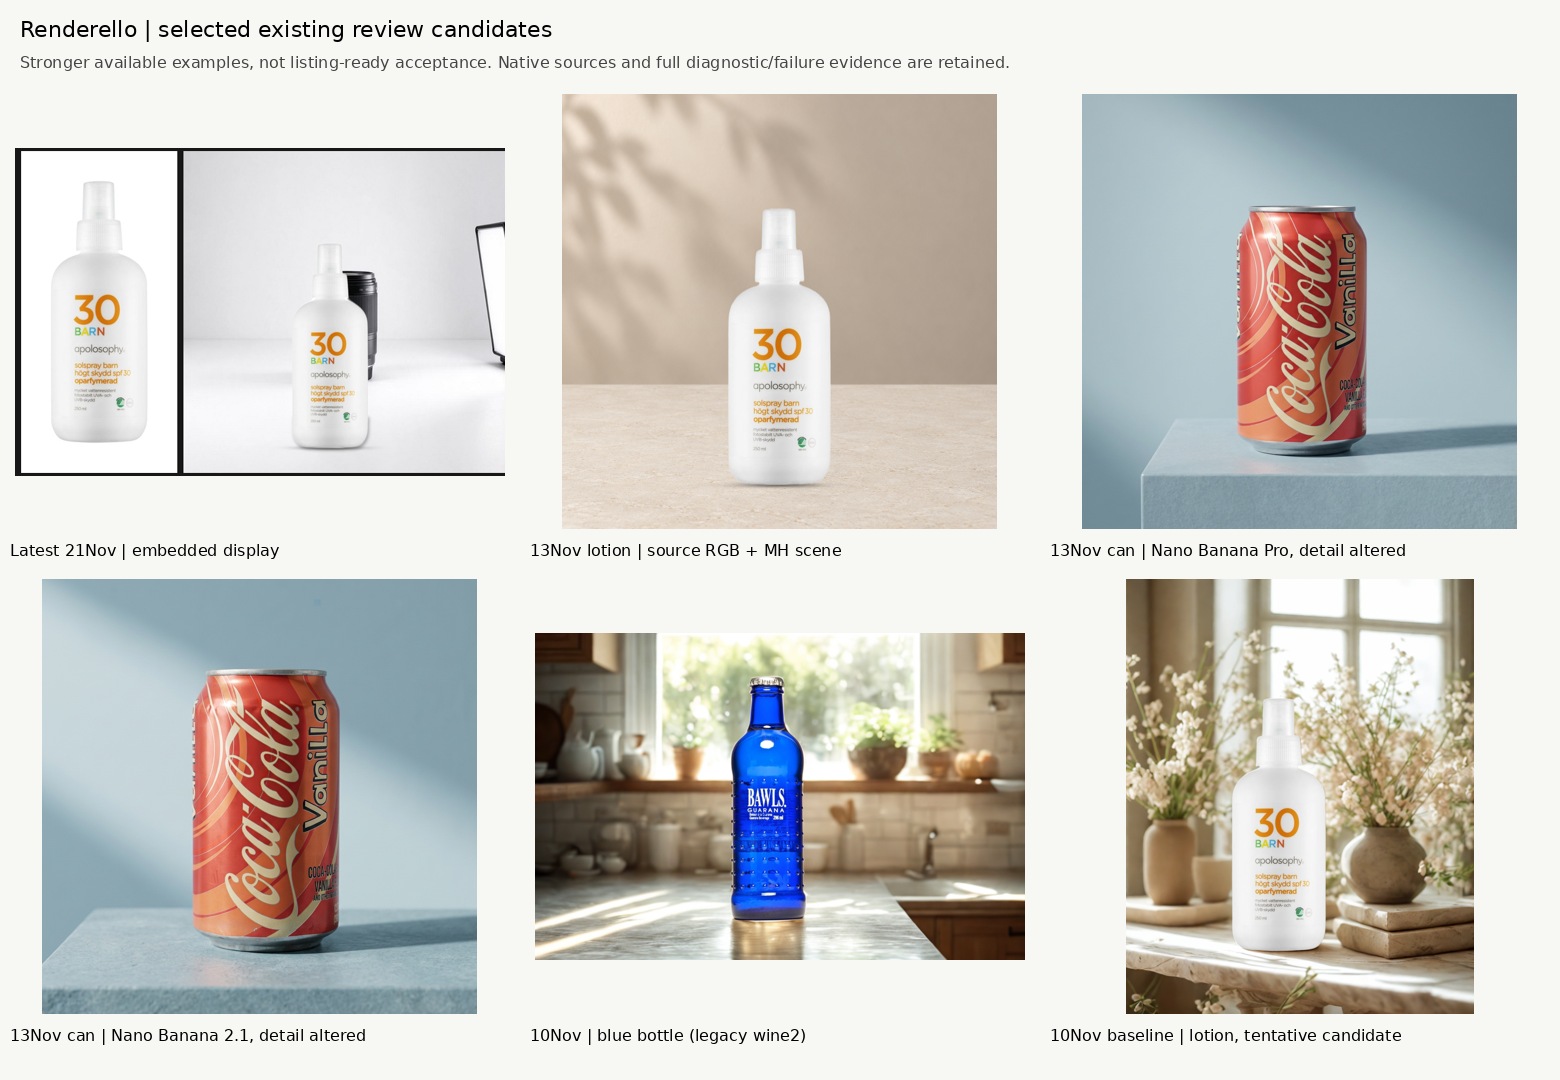 Renderello | selected existing review candidates
Stronger available examples, not listing-ready acceptance. Native sources and full diagnostic/failure evidence are retained.
30
BARN
apolosophy
solspray barn
högt skydd spf 30
oparfymerad
30
BARN
apolosophy
solspray barn
högt skydd spf 30
oparfymerad
30
BARN
apolosophy
solspray barn
högt skydd spf 30
oparfymerad
250 ml
Coca-Cola
Vanilla
Latest 21Nov | embedded display
13Nov lotion | source RGB + MH scene
13Nov can | Nano Banana Pro, detail altered
Coca-Cola
Vanilla
BAWLS
GUARANA
30
BARN
apolosophy
solspray barn
högt skydd spf 30
oparfymerad
13Nov can | Nano Banana 2.1, detail altered
10Nov | blue bottle (legacy wine2)
10Nov baseline | lotion, tentative candidate